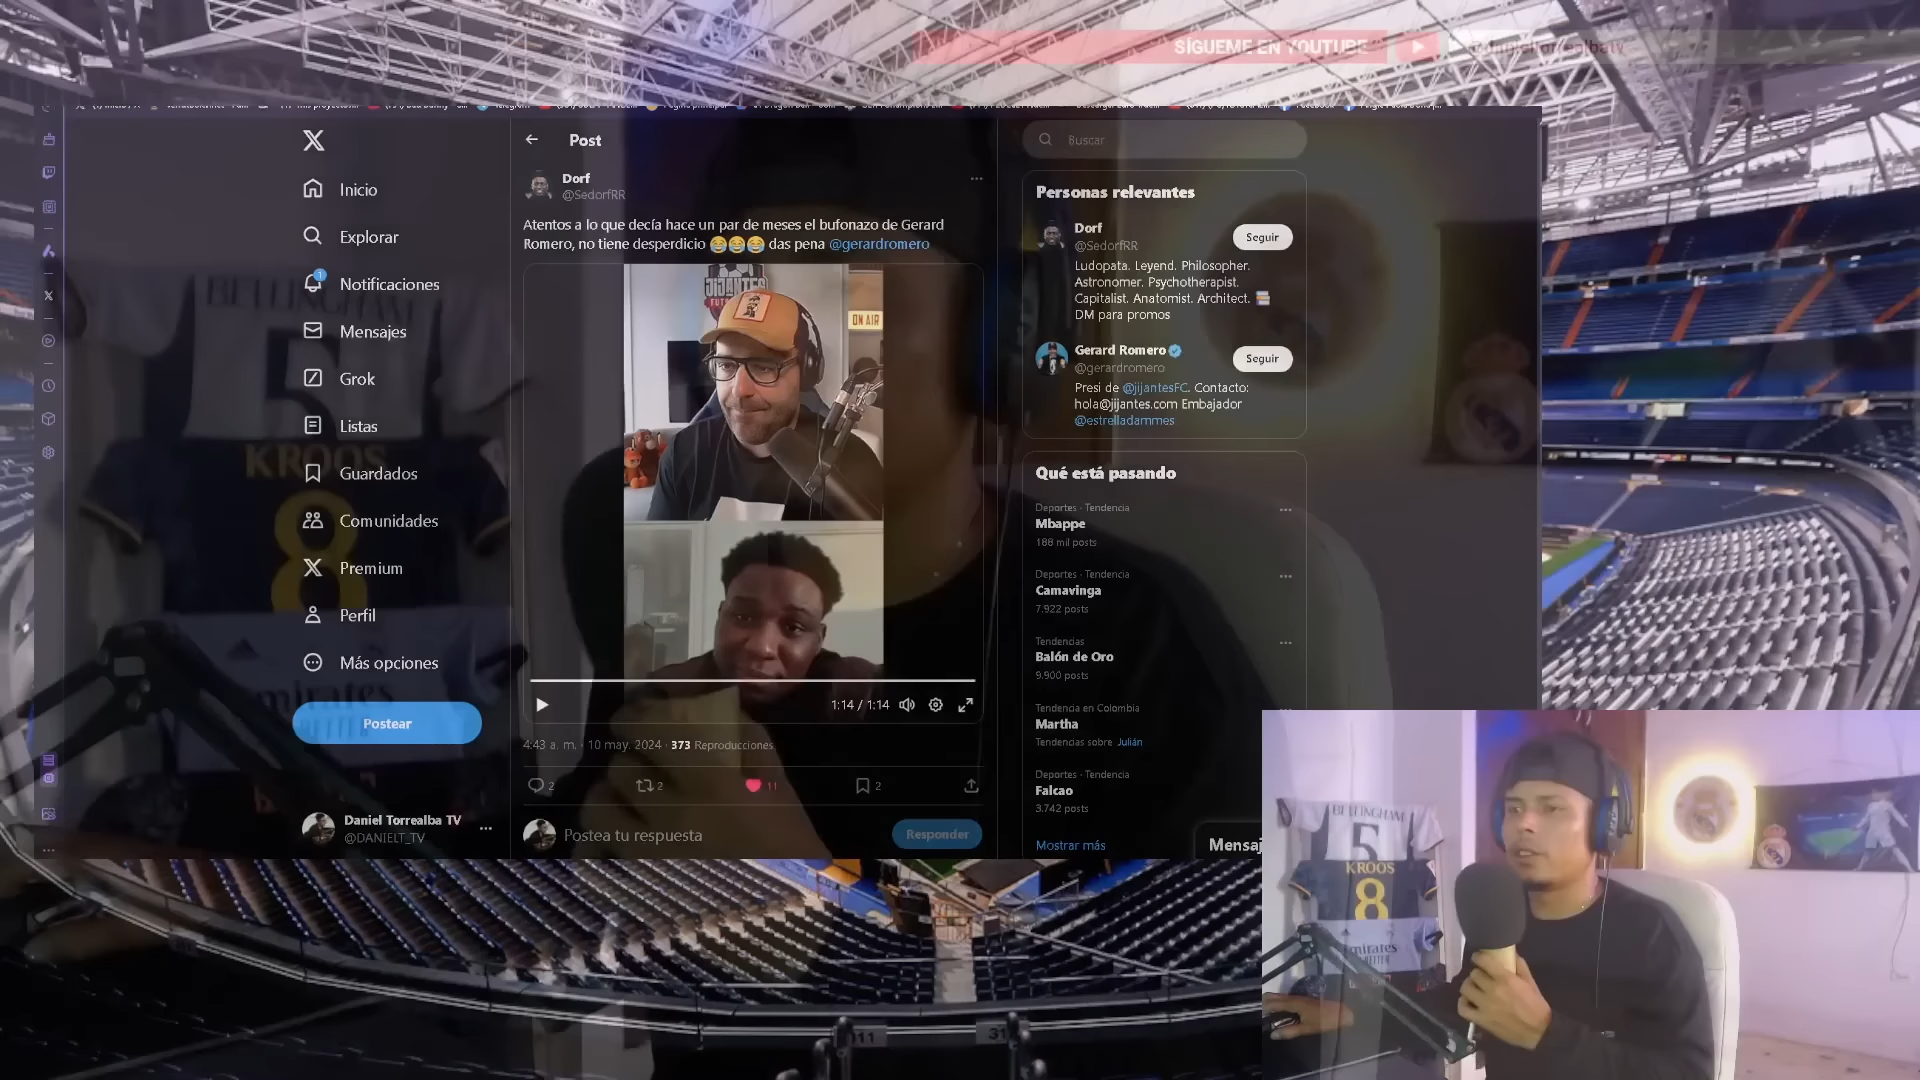 SÍGUEME EN YOUTUBE
Post
Buscar
Inicio
Explorar
1
Notificaciones
Mensajes
Grok
Listas
Guardados
Comunidades
Premium
Perfil
Más opciones
Postear
Daniel Torrealba TV
@DANIELT_TV
Dorf
@SedorfRR
Atentos a lo que decía hace un par de meses el bufonazo de Gerard
Romero, no tiene desperdicio 😂😂😂 das pena @gerardromero
JIJANTES
ON AIR
1:14 / 1:14
4:43 a. m. · 10 may. 2024 · 373 Reproducciones
2
2
11
2
Postea tu respuesta
Responder
Personas relevantes
Dorf
@SedorfRR
Seguir
Ludopata. Leyend. Philosopher.
Astronomer. Psychotherapist.
Capitalist. Anatomist. Architect.
DM para promos
Gerard Romero
@gerardromero
Seguir
Presi de @jijantesFC. Contacto:
hola@jijantes.com Embajador
@estrelladammes
Qué está pasando
Deportes · Tendencia
Mbappe
188 mil posts
Deportes · Tendencia
Camavinga
7.922 posts
Tendencias
Balón de Oro
9.900 posts
Tendencia en Colombia
Martha
Tendencias sobre Julián
Deportes · Tendencia
Falcao
3.742 posts
Mostrar más
Mensaj
BELLINGHAM
5
KROOS
8
BELLINGHAM
5
KROOS
8